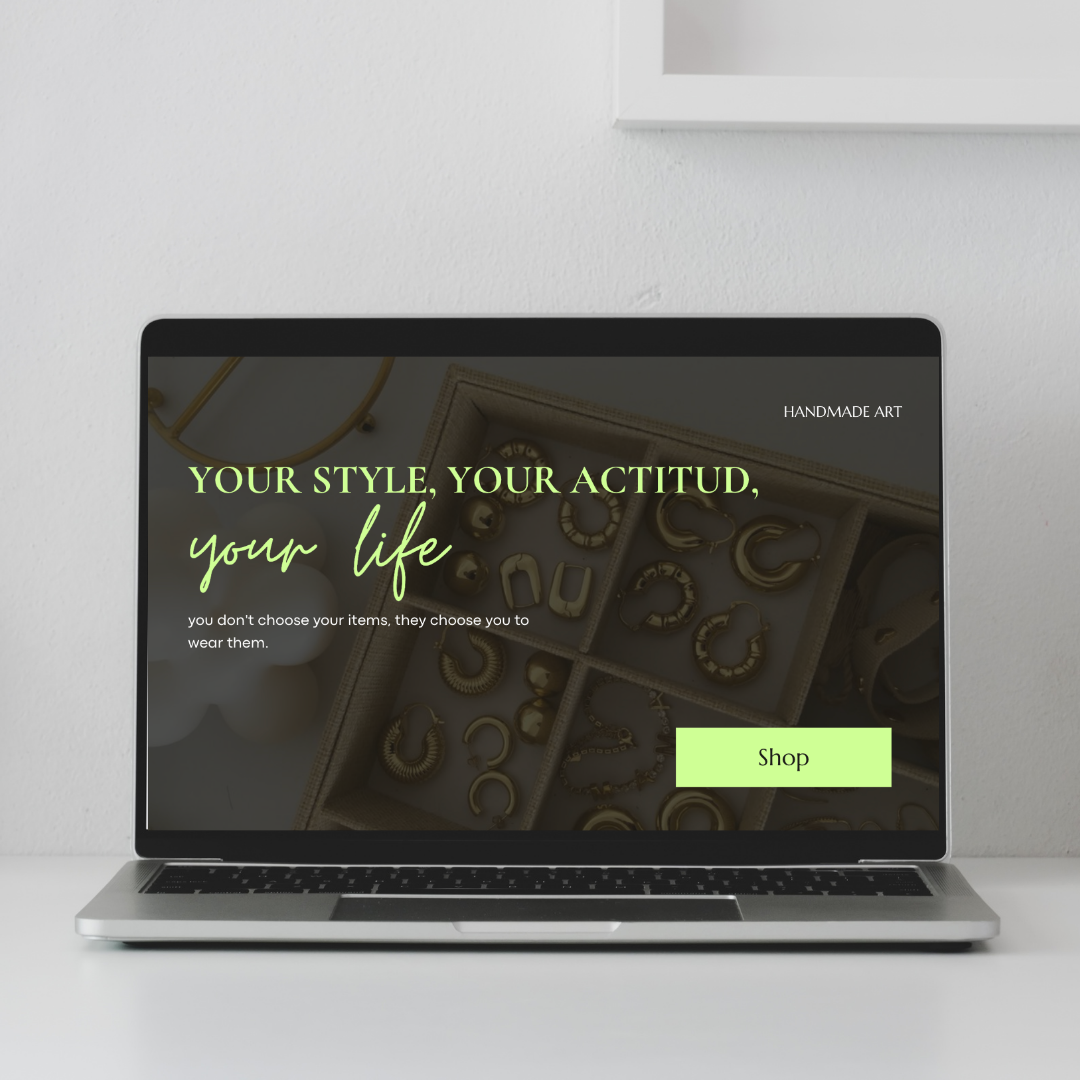 HANDMADE ART
YOUR STYLE, YOUR ACTITUD,
your life
you don't choose your items, they choose you to
wear them.
Shop